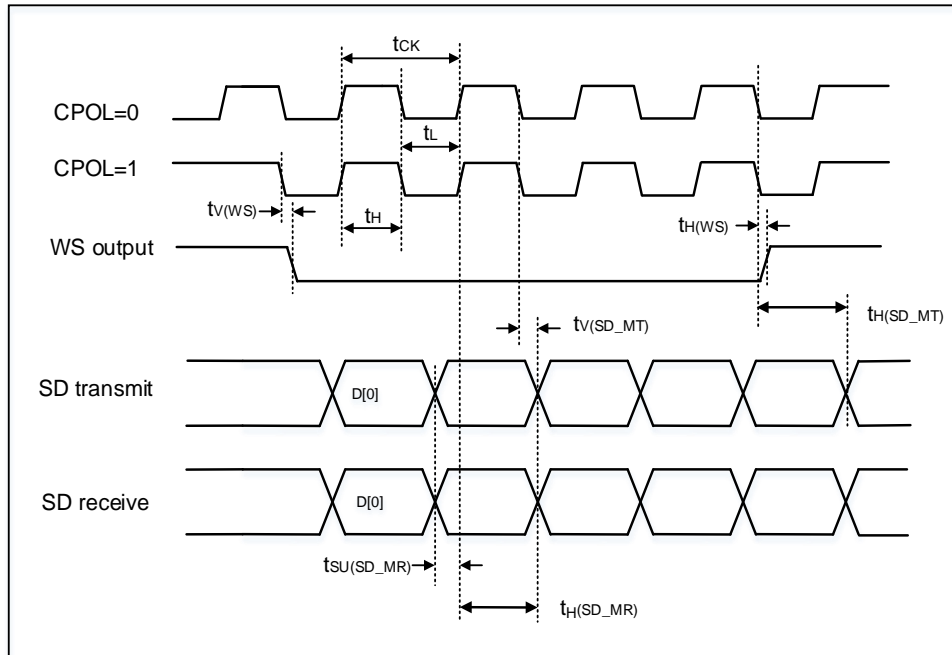 tCK
CPOL=0
tL
CPOL=1
tV(WS)
tH
tH(WS)
WS output
tV(SD_MT)
tH(SD_MT)
SD transmit
D[0]
SD receive
D[0]
tSU(SD_MR)
tH(SD_MR)